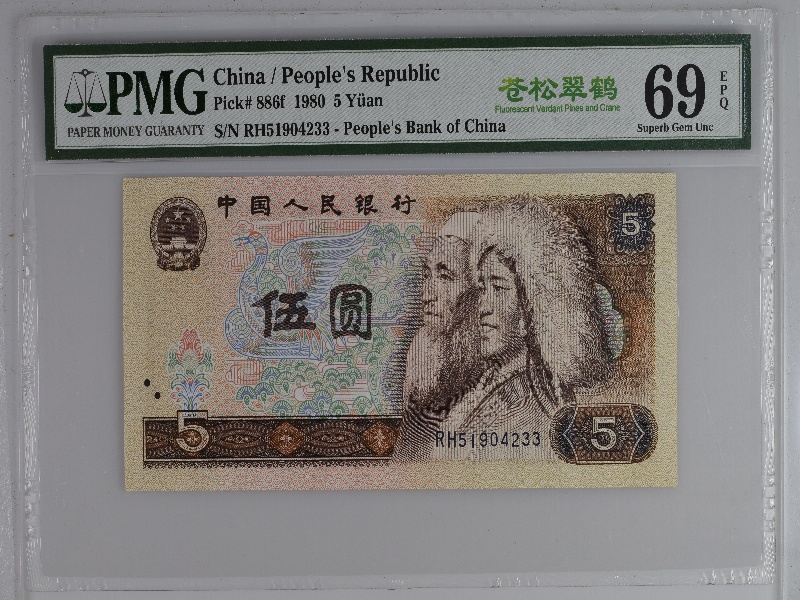 PMG
PAPER MONEY GUARANTY
China / People's Republic
Pick# 886f 1980 5 Yüan
S/N RH51904233 - People's Bank of China
苍松翠鹤
Fluorescent Verdant Pines and Crane
69 EPQ
Superb Gem Unc
中国人民银行
5
伍圆
5
RH51904233
5